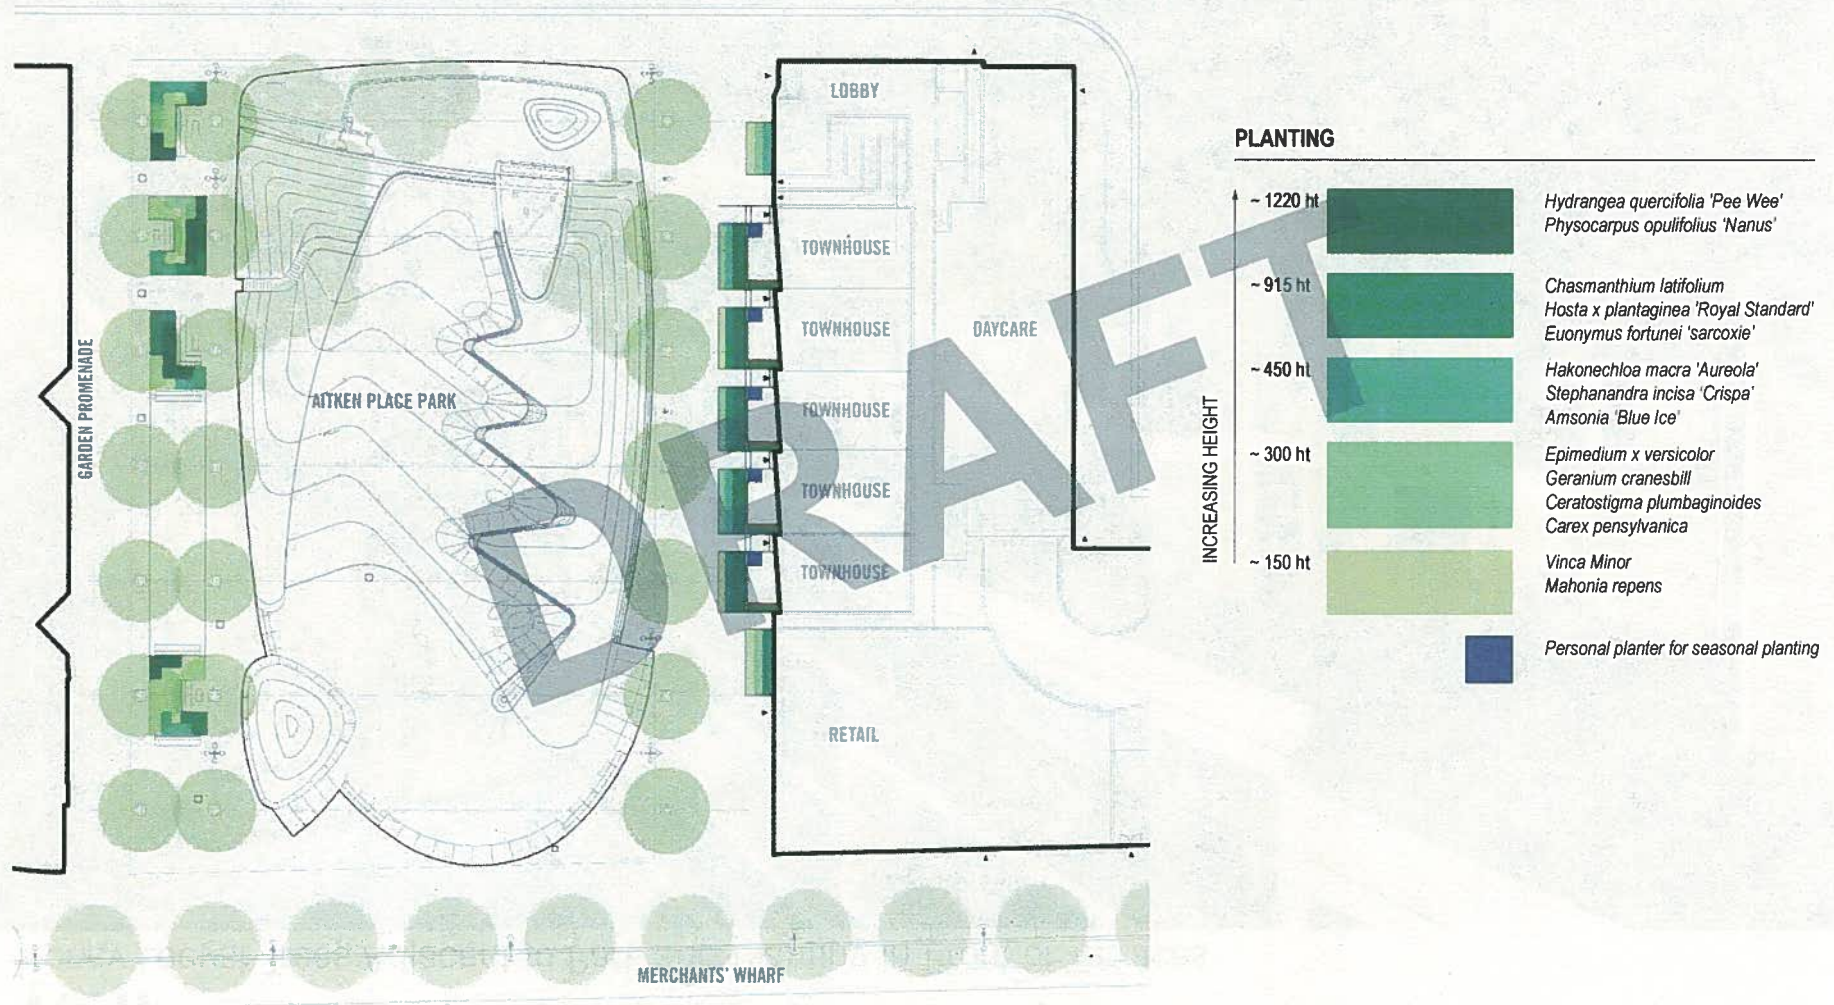 LOBBY
TOWNHOUSE
TOWNHOUSE
TOWNHOUSE
TOWNHOUSE
TOWNHOUSE
DAYCARE
RETAIL
GARDEN PROMENADE
AITKEN PLACE PARK
MERCHANTS' WHARF
DRAFT
PLANTING
INCREASING HEIGHT
~ 1220 ht
Hydrangea quercifolia 'Pee Wee'
Physocarpus opulifolius 'Nanus'
~ 915 ht
Chasmanthium latifolium
Hosta x plantaginea 'Royal Standard'
Euonymus fortunei 'sarcoxie'
~ 450 ht
Hakonechloa macra 'Aureola'
Stephanandra incisa 'Crispa'
Amsonia 'Blue Ice'
~ 300 ht
Epimedium x versicolor
Geranium cranesbill
Ceratostigma plumbaginoides
Carex pensylvanica
~ 150 ht
Vinca Minor
Mahonia repens
Personal planter for seasonal planting